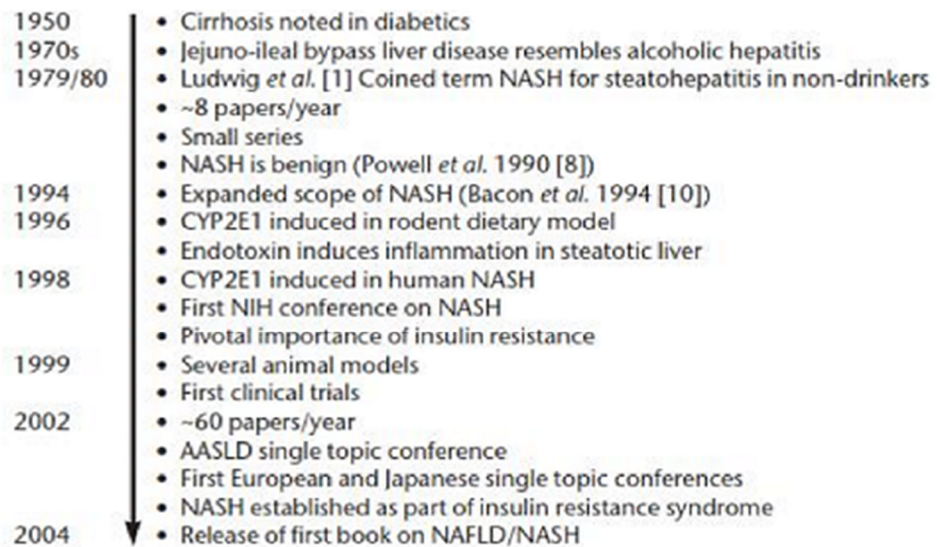 1950 • Cirrhosis noted in diabetics
1970s • Jejuno-ileal bypass liver disease resembles alcoholic hepatitis
1979/80 • Ludwig et al. [1] Coined term NASH for steatohepatitis in non-drinkers
• ~8 papers/year
• Small series
• NASH is benign (Powell et al. 1990 [8])
1994 • Expanded scope of NASH (Bacon et al. 1994 [10])
1996 • CYP2E1 induced in rodent dietary model
• Endotoxin induces inflammation in steatotic liver
1998 • CYP2E1 induced in human NASH
• First NIH conference on NASH
• Pivotal importance of insulin resistance
1999 • Several animal models
• First clinical trials
2002 • ~60 papers/year
• AASLD single topic conference
• First European and Japanese single topic conferences
• NASH established as part of insulin resistance syndrome
2004 • Release of first book on NAFLD/NASH